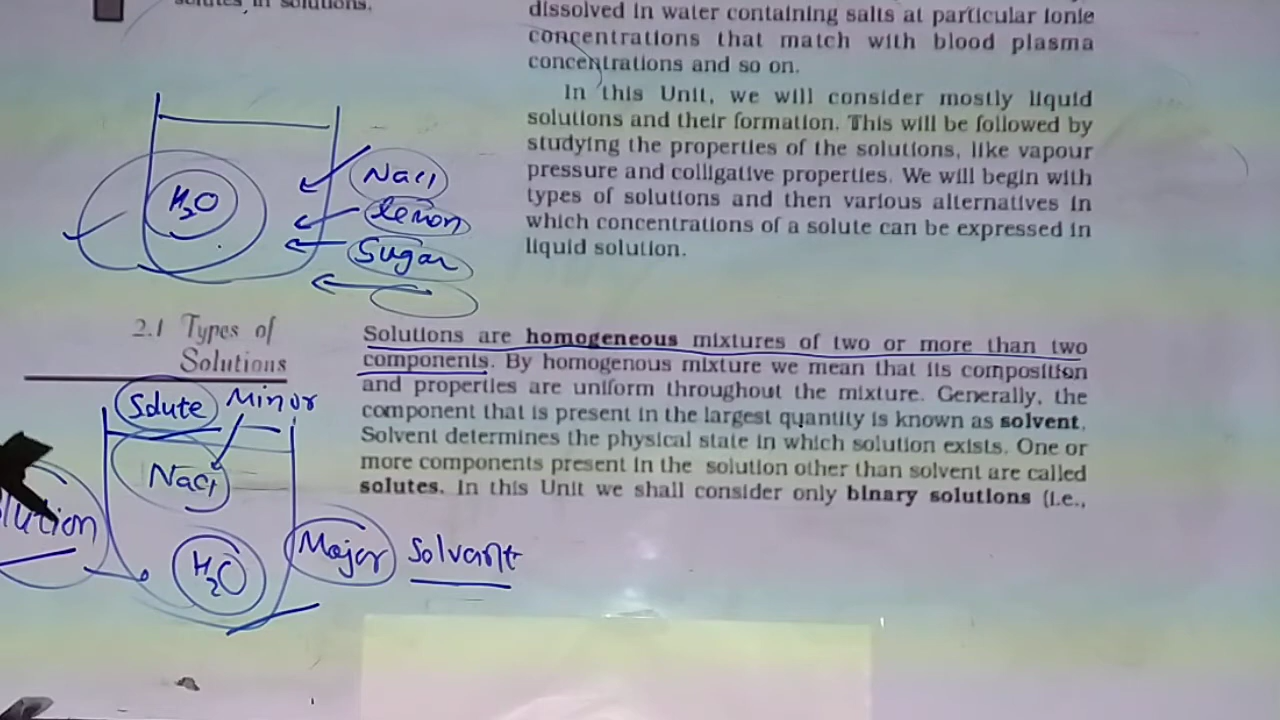 solutes in solutions.
dissolved in water containing salts at particular ionic
concentrations that match with blood plasma
concentrations and so on.
In this Unit, we will consider mostly liquid
solutions and their formation. This will be followed by
studying the properties of the solutions, like vapour
pressure and colligative properties. We will begin with
types of solutions and then various alternatives in
which concentrations of a solute can be expressed in
liquid solution.
H2O
NaCl
lemon
Sugar
2.1 Types of
Solutions
Solutions are homogeneous mixtures of two or more than two
components. By homogenous mixture we mean that its composition
and properties are uniform throughout the mixture. Generally, the
component that is present in the largest quantity is known as solvent.
Solvent determines the physical state in which solution exists. One or
more components present in the solution other than solvent are called
solutes. In this Unit we shall consider only binary solutions (i.e.,
Solute Minor
NaCl
lution
H2O
Major Solvant